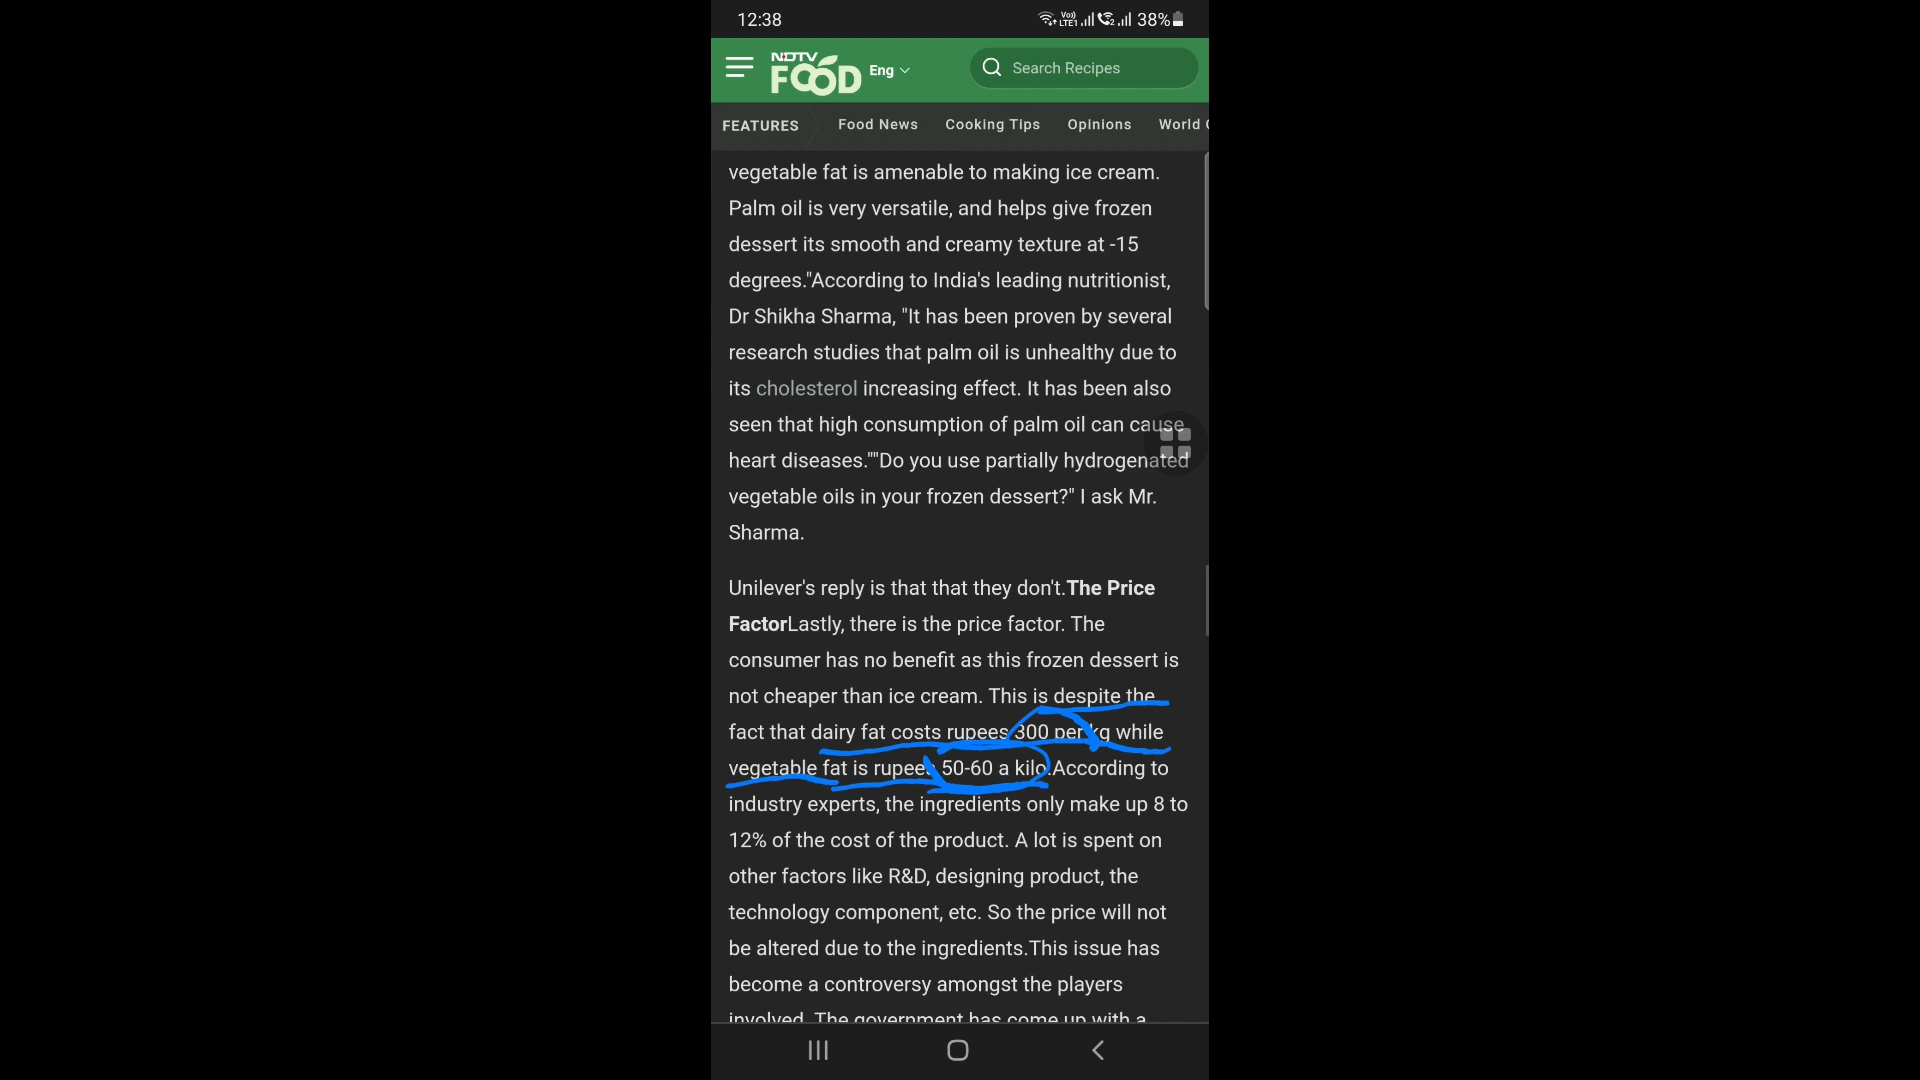 12:38
Vo))
LTE1
2
38%
NDTV
FOOD
Eng
Search Recipes
FEATURES
Food News
Cooking Tips
Opinions
World
vegetable fat is amenable to making ice cream.
Palm oil is very versatile, and helps give frozen
dessert its smooth and creamy texture at -15
degrees."According to India's leading nutritionist,
Dr Shikha Sharma, "It has been proven by several
research studies that palm oil is unhealthy due to
its cholesterol increasing effect. It has been also
seen that high consumption of palm oil can cause
heart diseases.""Do you use partially hydrogenated
vegetable oils in your frozen dessert?" I ask Mr.
Sharma.
Unilever's reply is that that they don't.The Price
FactorLastly, there is the price factor. The
consumer has no benefit as this frozen dessert is
not cheaper than ice cream. This is despite the
fact that dairy fat costs rupees 300 per kg while
vegetable fat is rupees 50-60 a kilo.According to
industry experts, the ingredients only make up 8 to
12% of the cost of the product. A lot is spent on
other factors like R&D, designing product, the
technology component, etc. So the price will not
be altered due to the ingredients.This issue has
become a controversy amongst the players
involved. The government has come up with a